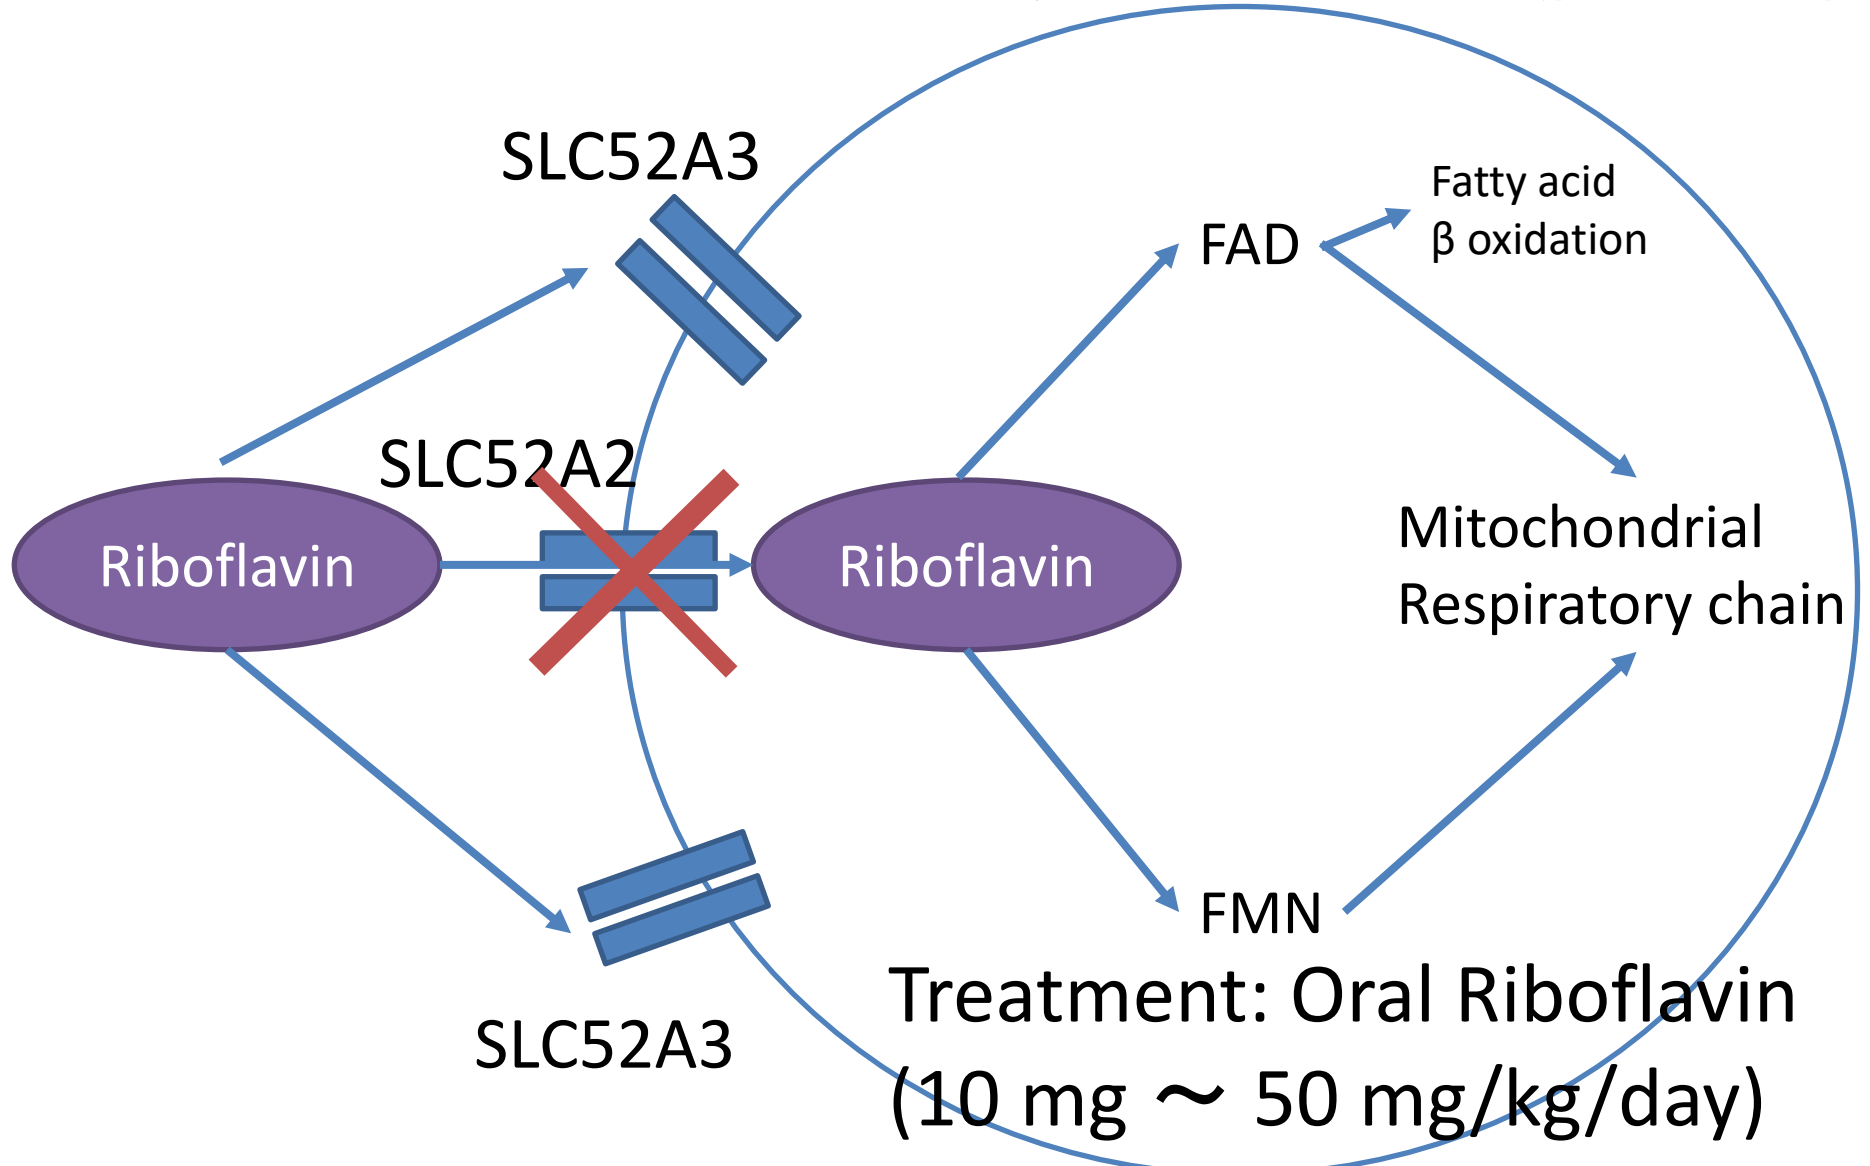 SLC52A3
Fatty acid
β oxidation
FAD
SLC52A2
Riboflavin
Riboflavin
Mitochondrial
Respiratory chain
FMN
SLC52A3
Treatment: Oral Riboflavin
(10 mg ～ 50 mg/kg/day)